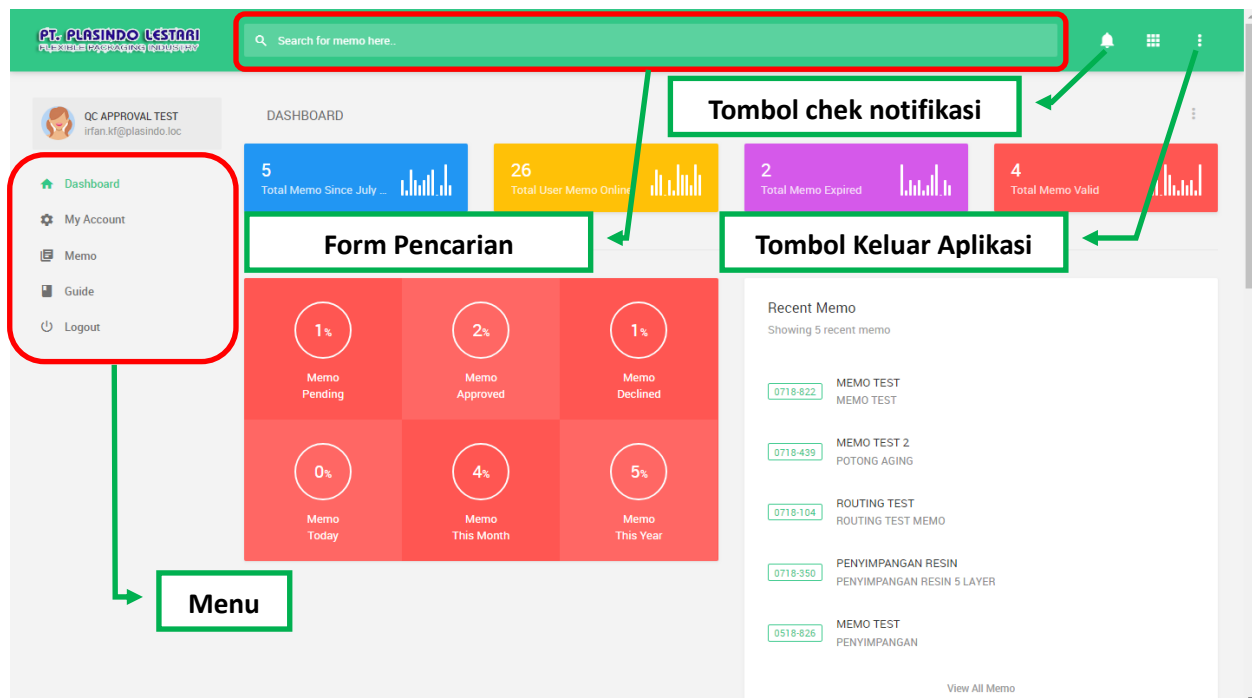 PT. PLASINDO LESTARI
FLEXIBLE PACKAGING INDUSTRY
Search for memo here..
Tombol chek notifikasi
QC APPROVAL TEST
irfan.kf@plasindo.loc
DASHBOARD
5
Total Memo Since July ...
26
Total User Memo Online
2
Total Memo Expired
4
Total Memo Valid
Form Pencarian
Tombol Keluar Aplikasi
Dashboard
My Account
Memo
Guide
Logout
Menu
1%
Memo
Pending
2%
Memo
Approved
1%
Memo
Declined
0%
Memo
Today
4%
Memo
This Month
5%
Memo
This Year
Recent Memo
Showing 5 recent memo
0718-822
MEMO TEST
MEMO TEST
0718-439
MEMO TEST 2
POTONG AGING
0718-104
ROUTING TEST
ROUTING TEST MEMO
0718-350
PENYIMPANGAN RESIN
PENYIMPANGAN RESIN 5 LAYER
0518-826
MEMO TEST
PENYIMPANGAN
View All Memo